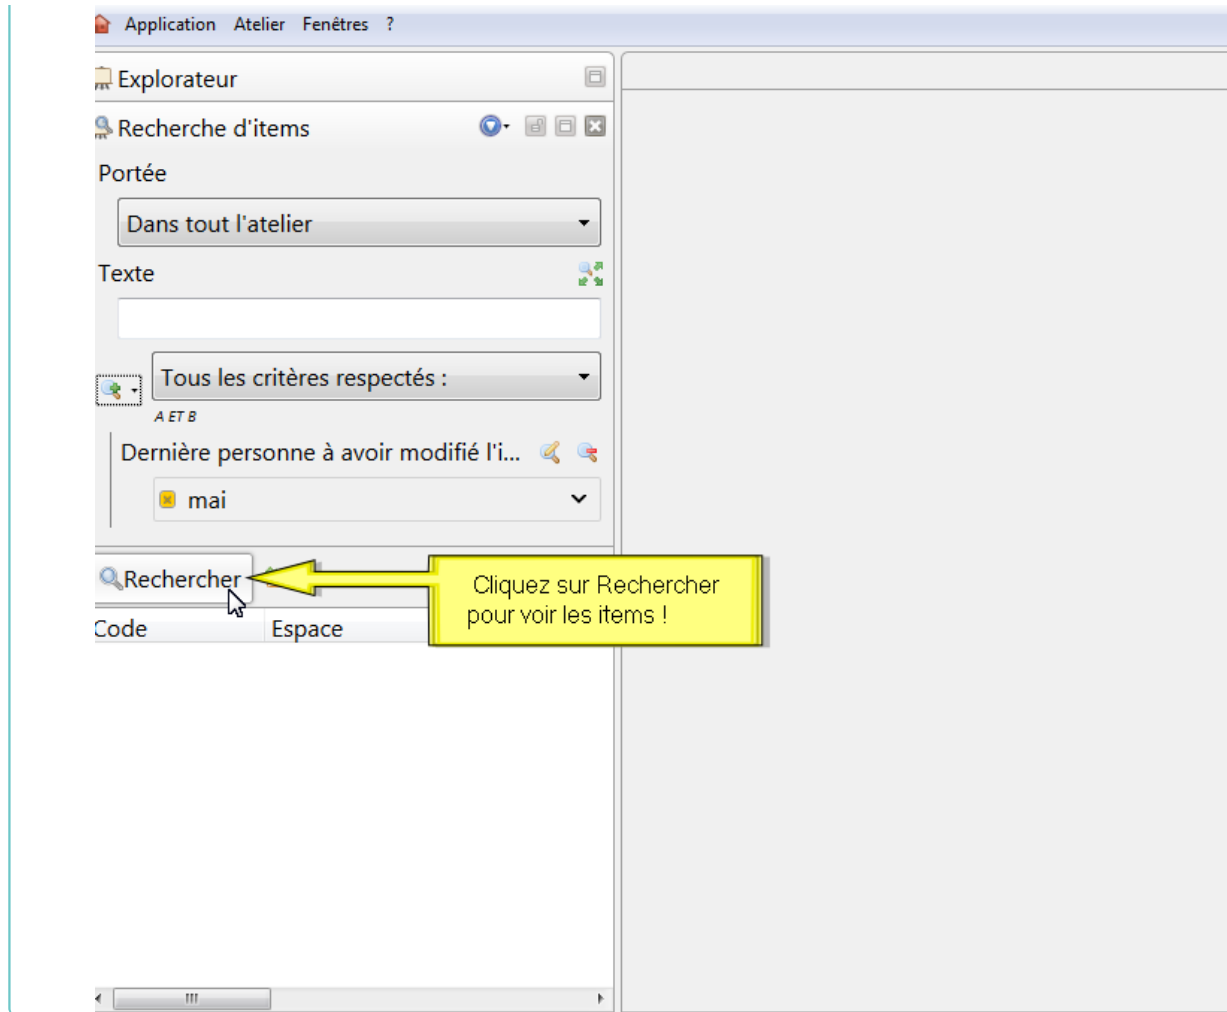 Application Atelier Fenêtres ?
Explorateur
Recherche d'items
Portée
Dans tout l'atelier
Texte
Tous les critères respectés :
A ET B
Dernière personne à avoir modifié l'i...
mai
Rechercher
Cliquez sur Rechercher
pour voir les items !
Code Espace